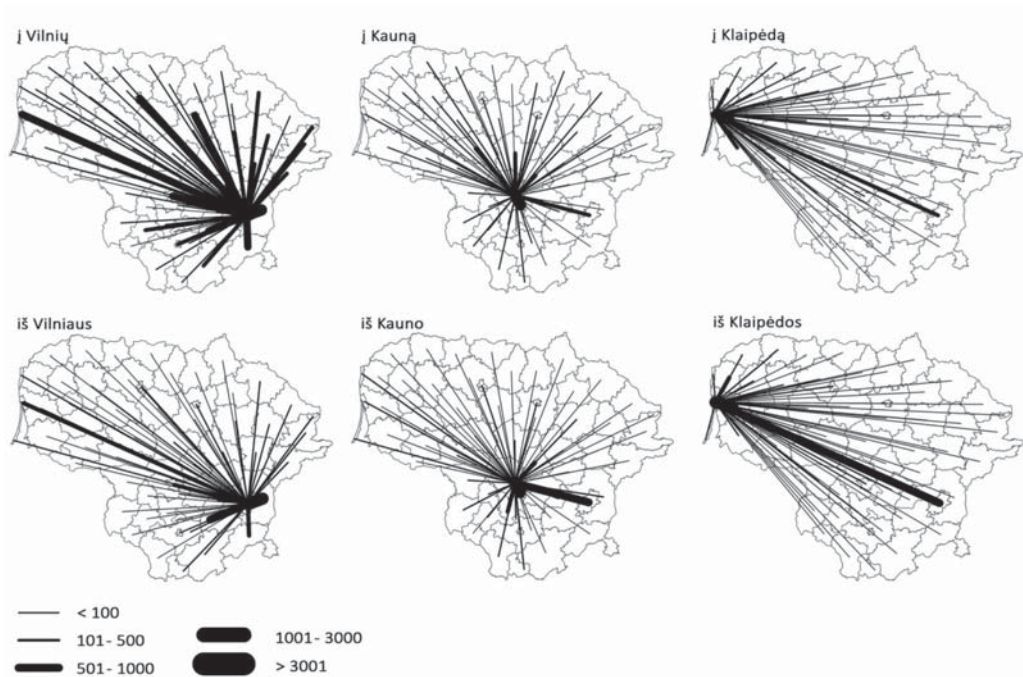 į Vilnių
į Kauną
į Klaipėdą
iš Vilniaus
iš Kauno
iš Klaipėdos
< 100
101 - 500
501 - 1000
1001 - 3000
> 3001